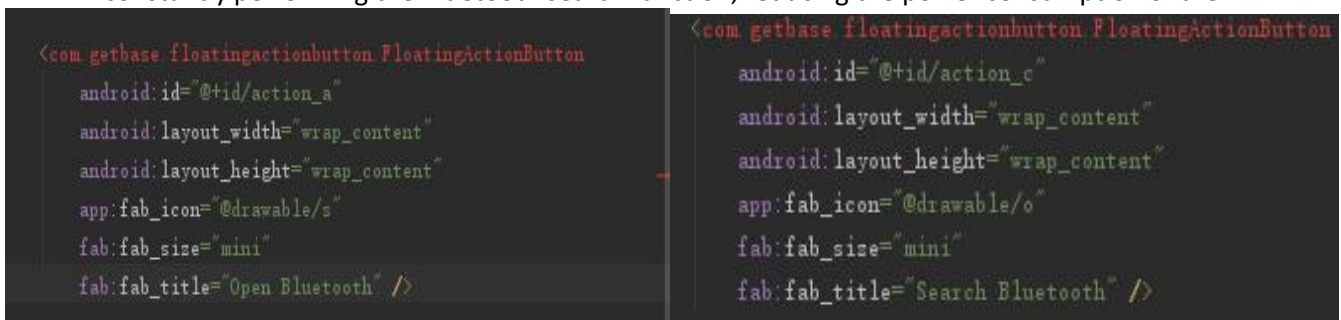 <com.getbase.floatingactionbutton.FloatingActionButton
android:id="@+id/action_a"
android:layout_width="wrap_content"
android:layout_height="wrap_content"
app:fab_icon="@drawable/s"
fab:fab_size="mini"
fab:fab_title="Open Bluetooth" />
<com.getbase.floatingactionbutton.FloatingActionButton
android:id="@+id/action_c"
android:layout_width="wrap_content"
android:layout_height="wrap_content"
app:fab_icon="@drawable/o"
fab:fab_size="mini"
fab:fab_title="Search Bluetooth" />